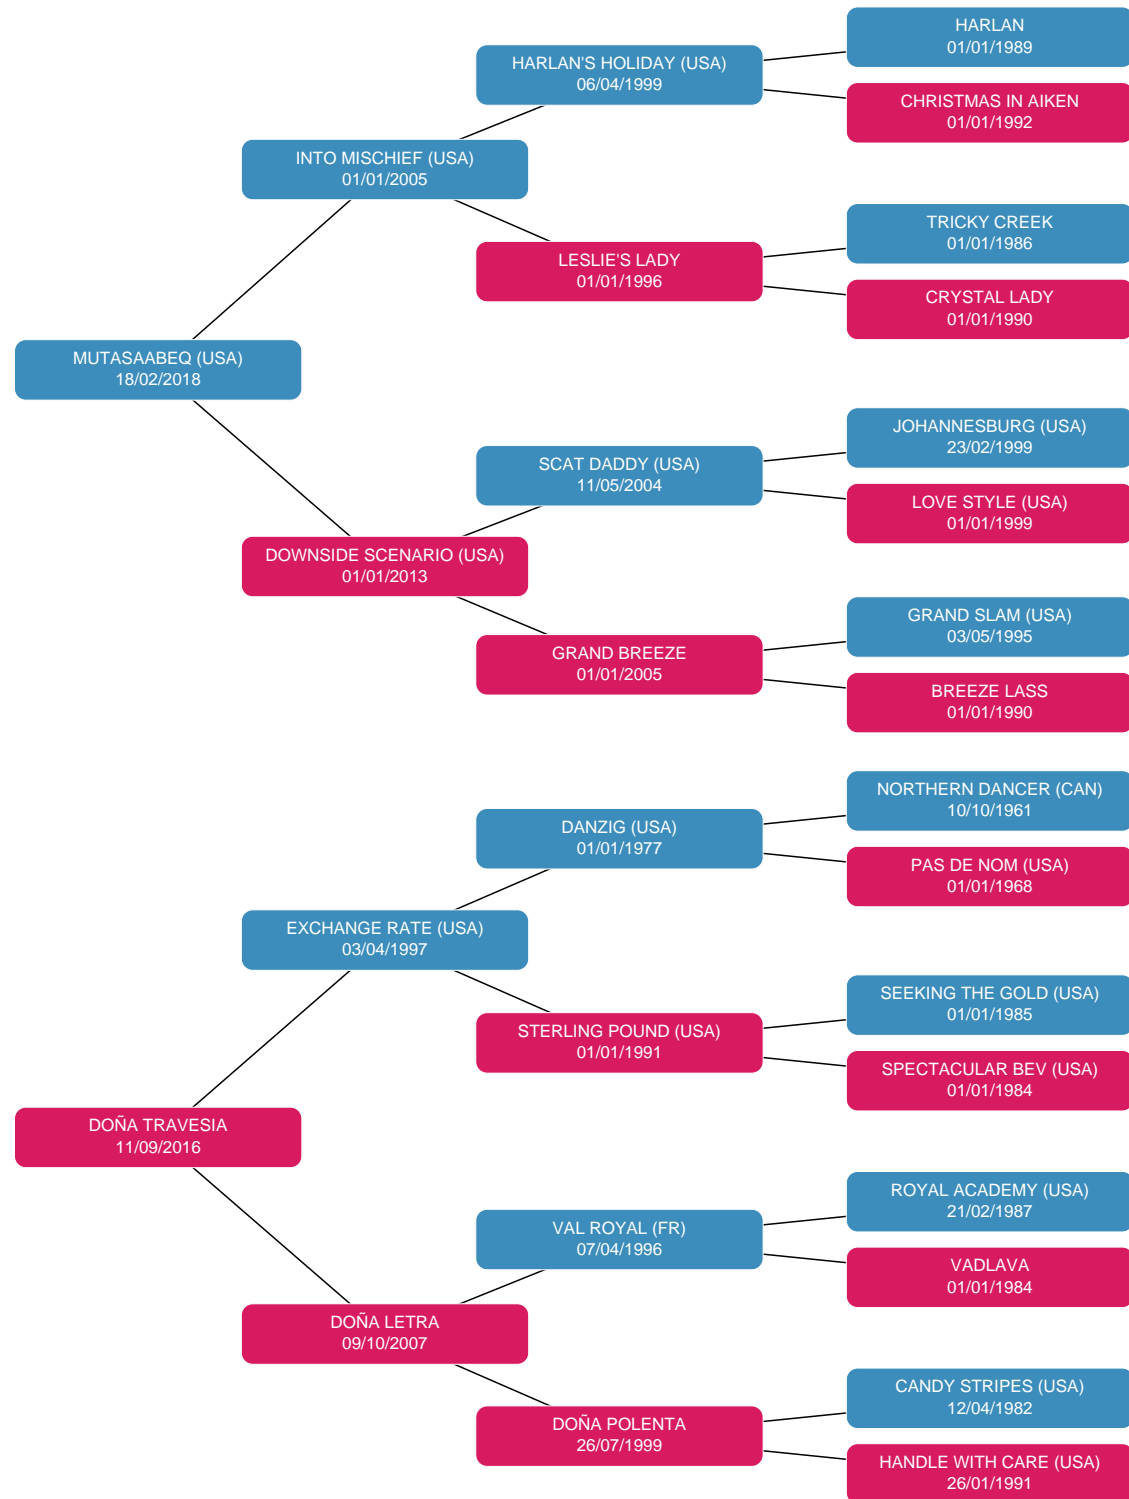 HARLAN
01/01/1989
HARLAN'S HOLIDAY (USA)
06/04/1999
CHRISTMAS IN AIKEN
01/01/1992
INTO MISCHIEF (USA)
01/01/2005
TRICKY CREEK
01/01/1986
LESLIE'S LADY
01/01/1996
CRYSTAL LADY
01/01/1990
MUTASAABEQ (USA)
18/02/2018
JOHANNESBURG (USA)
23/02/1999
SCAT DADDY (USA)
11/05/2004
LOVE STYLE (USA)
01/01/1999
DOWNSIDE SCENARIO (USA)
01/01/2013
GRAND SLAM (USA)
03/05/1995
GRAND BREEZE
01/01/2005
BREEZE LASS
01/01/1990
NORTHERN DANCER (CAN)
10/10/1961
DANZIG (USA)
01/01/1977
PAS DE NOM (USA)
01/01/1968
EXCHANGE RATE (USA)
03/04/1997
SEEKING THE GOLD (USA)
01/01/1985
STERLING POUND (USA)
01/01/1991
SPECTACULAR BEV (USA)
01/01/1984
DOÑA TRAVESIA
11/09/2016
ROYAL ACADEMY (USA)
21/02/1987
VAL ROYAL (FR)
07/04/1996
VADLAVA
01/01/1984
DOÑA LETRA
09/10/2007
CANDY STRIPES (USA)
12/04/1982
DOÑA POLENTA
26/07/1999
HANDLE WITH CARE (USA)
26/01/1991